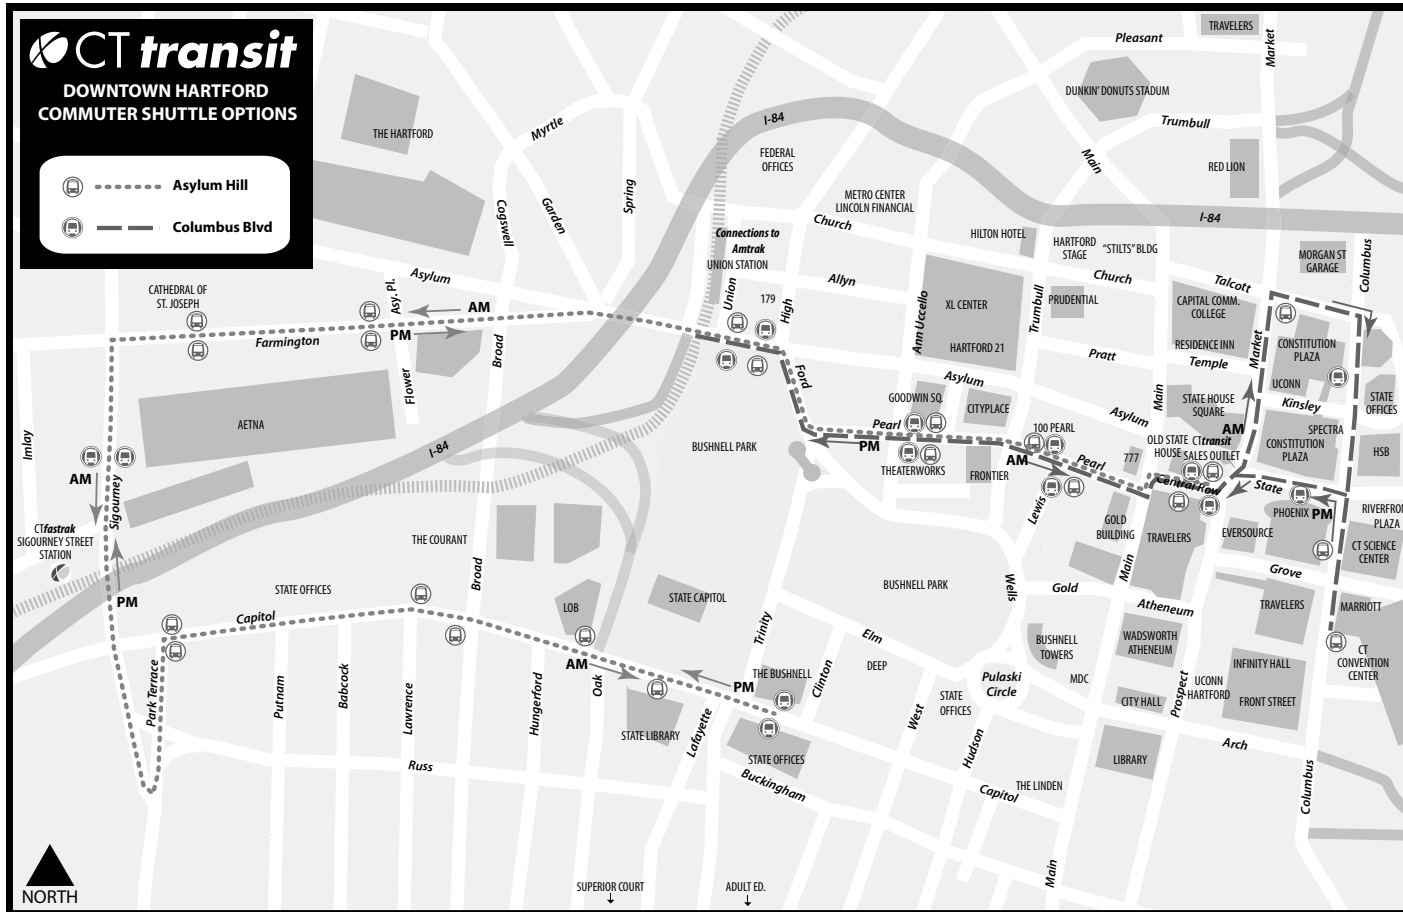 CT transit
DOWNTOWN HARTFORD
COMMUTER SHUTTLE OPTIONS
Asylum Hill
Columbus Blvd
TRAVELERS
Pleasant
Market
DUNKIN' DONUTS STADUM
Trumbull
Main
RED LION
I-84
THE HARTFORD
Myrtle
FEDERAL
OFFICES
Spring
Garden
Cogswell
METRO CENTER
LINCOLN FINANCIAL
Church
I-84
Connections to
Amtrak
UNION STATION
HILTON HOTEL
HARTFORD
STAGE
"STILTS" BLDG
MORGAN ST
GARAGE
Columbus
Asylum
Asy. Pl.
Allyn
Church
Talcott
CATHEDRAL OF
ST. JOSEPH
Union
179
High
Ann Uccello
XL CENTER
HARTFORD 21
Trumbull
PRUDENTIAL
CAPITAL COMM.
COLLEGE
RESIDENCE INN
Market
CONSTITUTION
PLAZA
AM
PM
Farmington
Broad
Flower
Ford
Pratt
Temple
UCONN
Kinsley
STATE
OFFICES
Asylum
Asylum
Main
STATE HOUSE
SQUARE
GOODWIN SQ.
CITYPLACE
AETNA
Imlay
I-84
BUSHNELL PARK
Pearl
PM
THEATERWORKS
100 PEARL
AM
Pearl
777
OLD STATE
HOUSE
CTtransit
SALES OUTLET
AM
SPECTRA
CONSTITUTION
PLAZA
HSB
FRONTIER
Central Row
State
PHOENIX
PM
AM
Sigourney
CTfastrak
SIGOURNEY STREET
STATION
Lewis
GOLD
BUILDING
TRAVELERS
EVERSOURCE
RIVERFRON
PLAZA
CT SCIENCE
CENTER
THE COURANT
Broad
Grove
PM
STATE OFFICES
Capitol
LOB
STATE CAPITOL
BUSHNELL PARK
Wells
Gold
Main
Atheneum
TRAVELERS
MARRIOTT
Trinity
Elm
DEEP
BUSHNELL
TOWERS
MDC
WADSWORTH
ATHENEUM
CT
CONVENTION
CENTER
AM
PM
THE BUSHNELL
Clinton
Pulaski
Circle
Park Terrace
Putnam
Babcock
Lawrence
Hungerford
Oak
STATE LIBRARY
Lafayette
STATE OFFICES
West
STATE
OFFICES
Hudson
CITY HALL
Prospect
UCONN
HARTFORD
INFINITY HALL
FRONT STREET
Arch
LIBRARY
Russ
Buckingham
Capitol
THE LINDEN
Columbus
Main
NORTH
SUPERIOR COURT
ADULT ED.